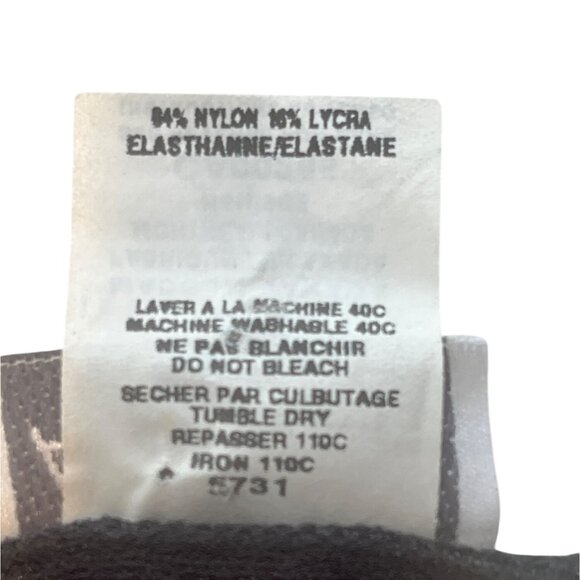 84% NYLON 16% LYCRA
ELASTHANNE/ELASTANE
LAVER A LA MACHINE 40C
MACHINE WASHABLE 40C
NE PAS BLANCHIR
DO NOT BLEACH
SECHER PAR CULBUTAGE
TUMBLE DRY
REPASSER 110C
IRON 110C